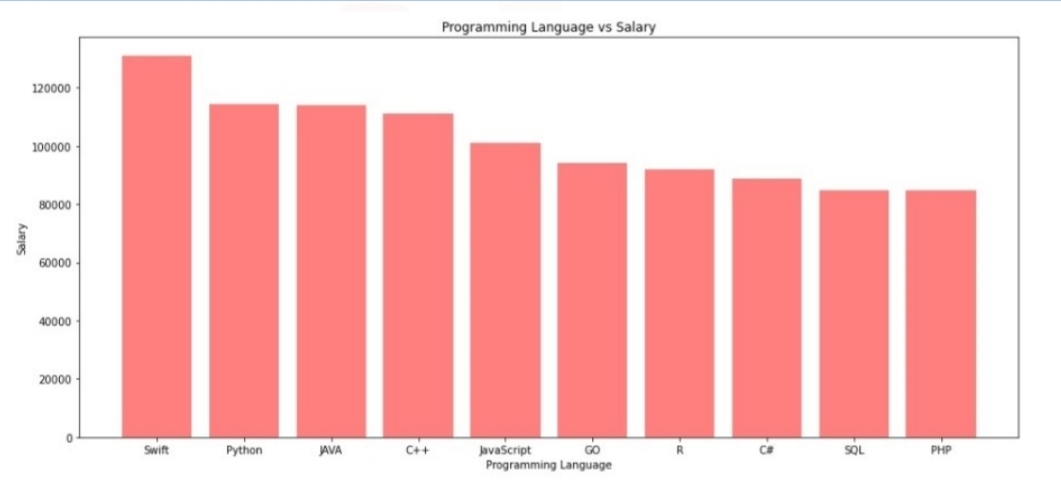 Programming Language vs Salary
120000
100000
80000
60000
40000
20000
0
Salary
Swift Python JAVA C++ JavaScript GO R C# SQL PHP
Programming Language